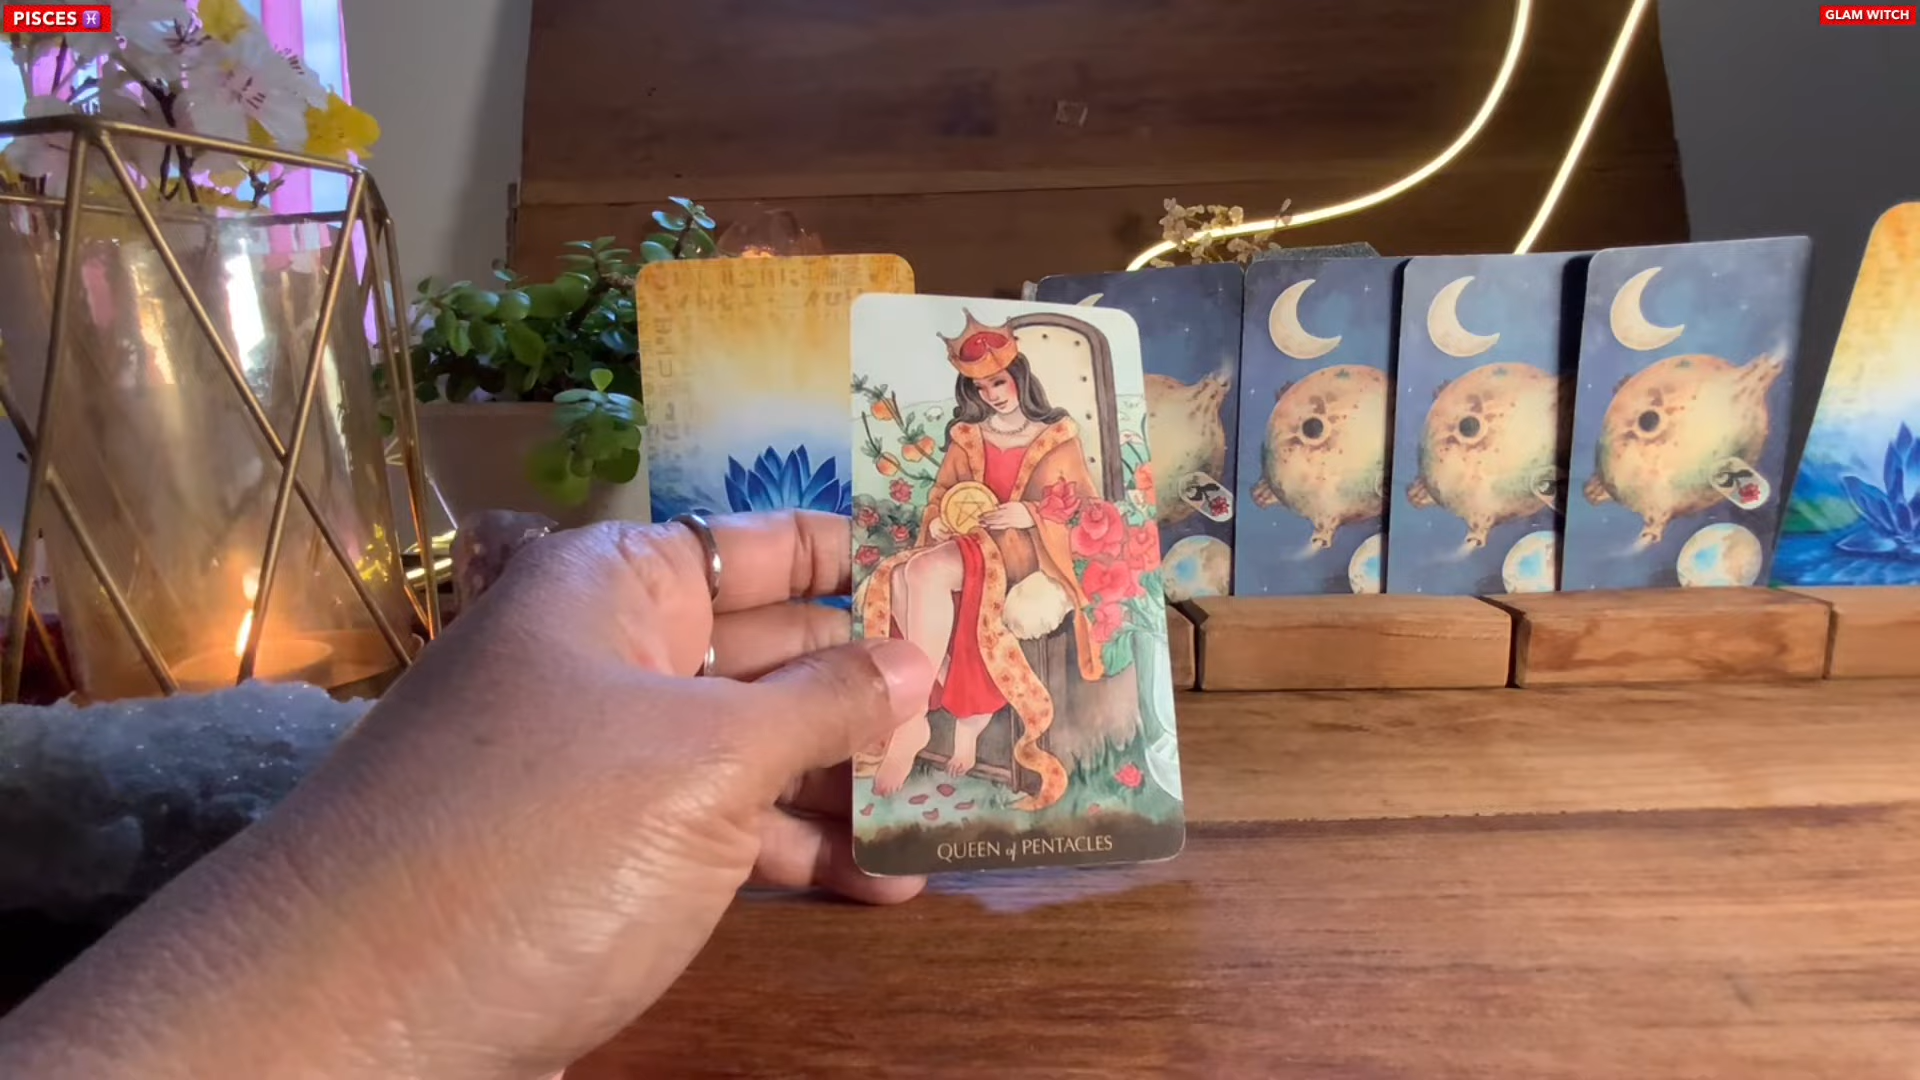 PISCES ♓
GLAM WITCH
QUEEN of PENTACLES